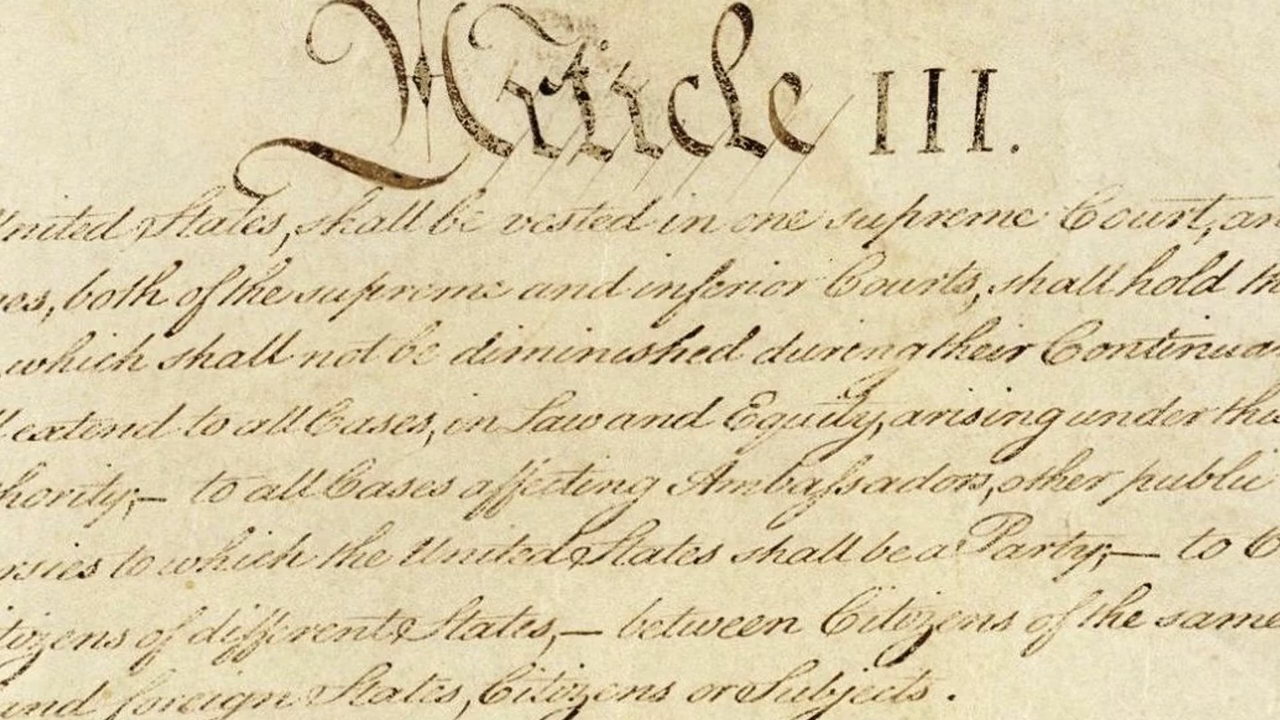 Article III.
United States, shall be vested in one supreme Court, an
es, both of the supreme and inferior Courts, shall hold th
which shall not be diminished during their Continuan
l extend to all Cases, in Law and Equity, arising under this
hority;— to all Cases affecting Ambassadors, other public
rsies to which the United States shall be a Party;— to C
tizens of different States,— between Citizens of the same
and foreign States, Citizens or Subjects.